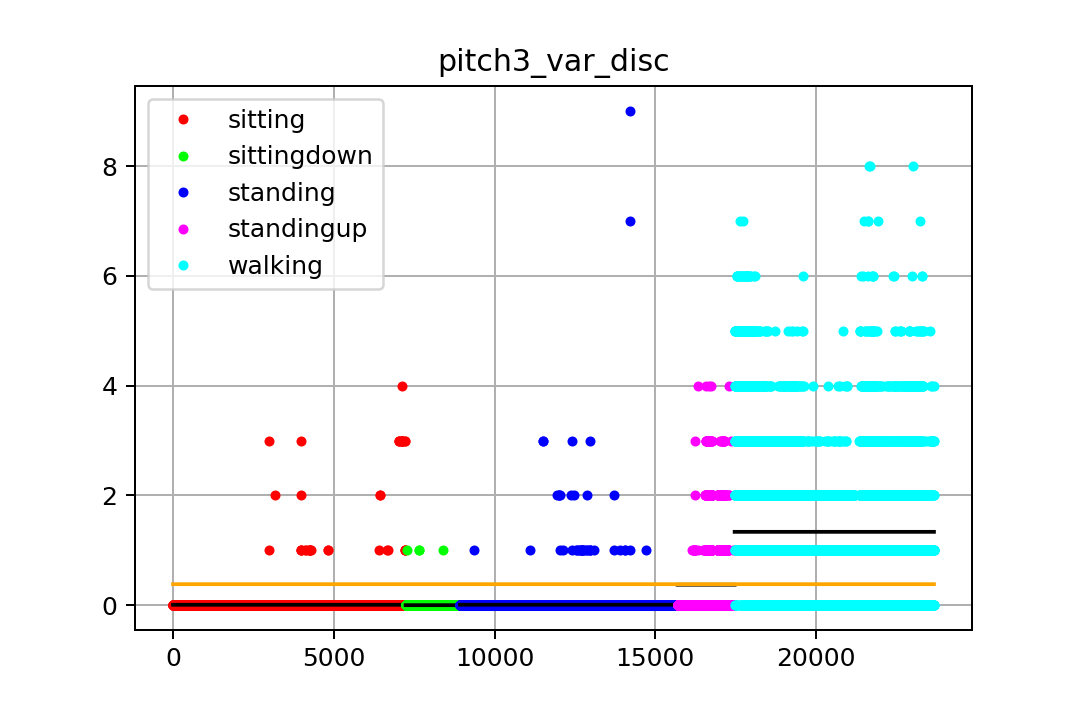 pitch3_var_disc
sitting
sittingdown
standing
standingup
walking
8
6
4
2
0
0
5000
10000
15000
20000